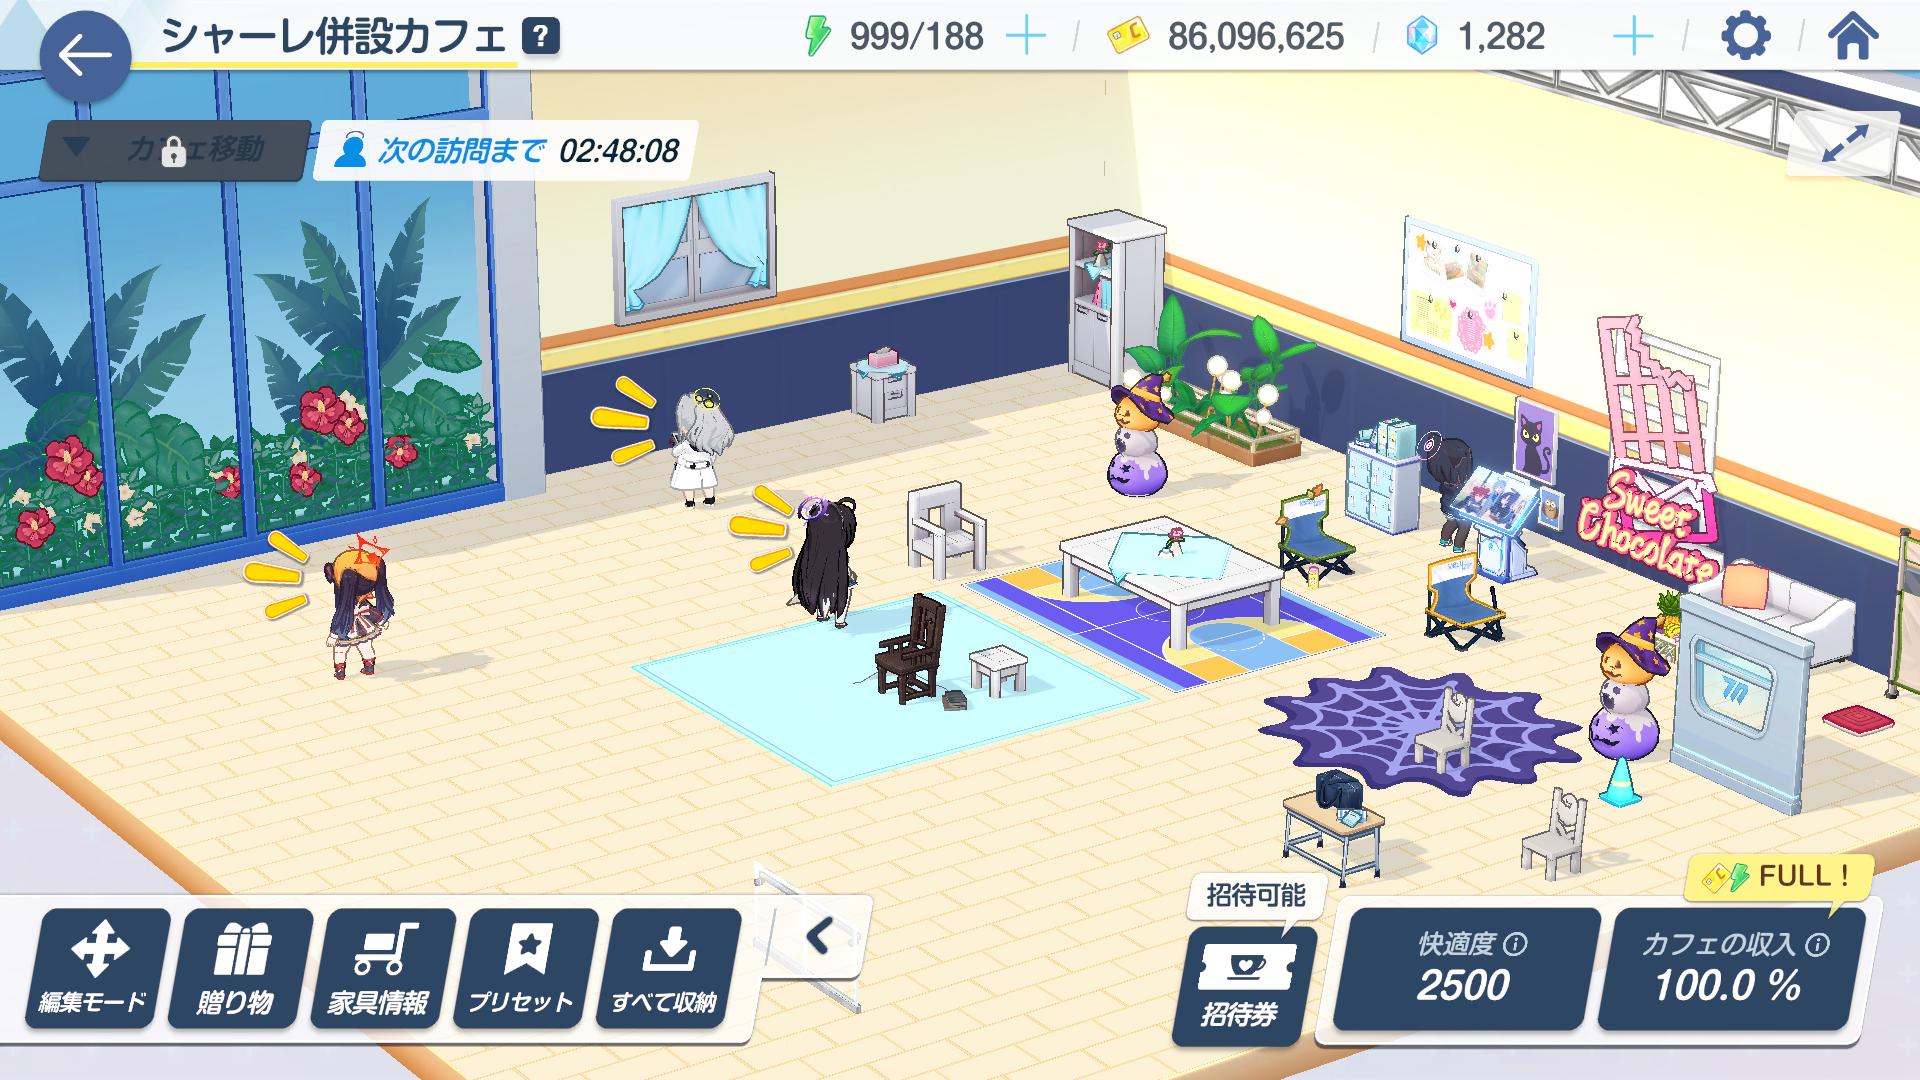 シャーレ併設カフェ ?
999/188
86,096,625
1,282
カフェ移動
次の訪問まで 02:48:08
Sweet
Chocolate
編集モード
贈り物
家具情報
プリセット
すべて収納
招待可能
招待券
FULL !
快適度
2500
カフェの収入
100.0 %